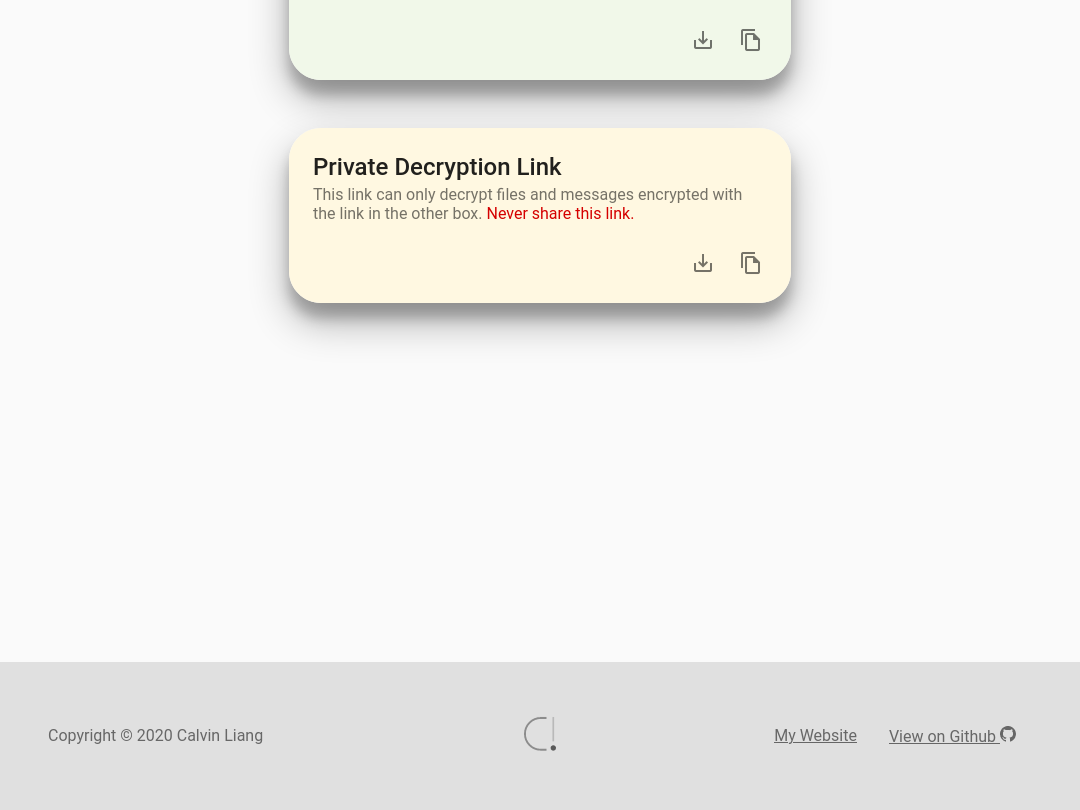 Private Decryption Link
This link can only decrypt files and messages encrypted with
the link in the other box. Never share this link.
Copyright © 2020 Calvin Liang
My Website
View on Github